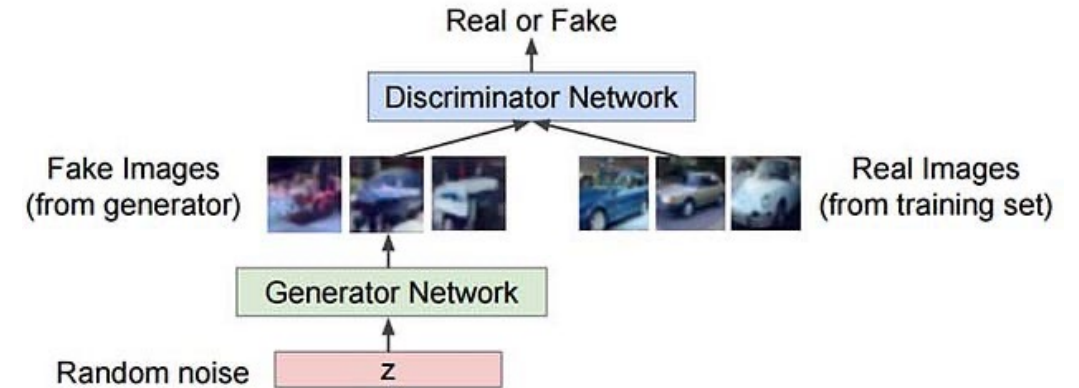 Real or Fake
Discriminator Network
Fake Images
(from generator)
Real Images
(from training set)
Generator Network
Random noise
z